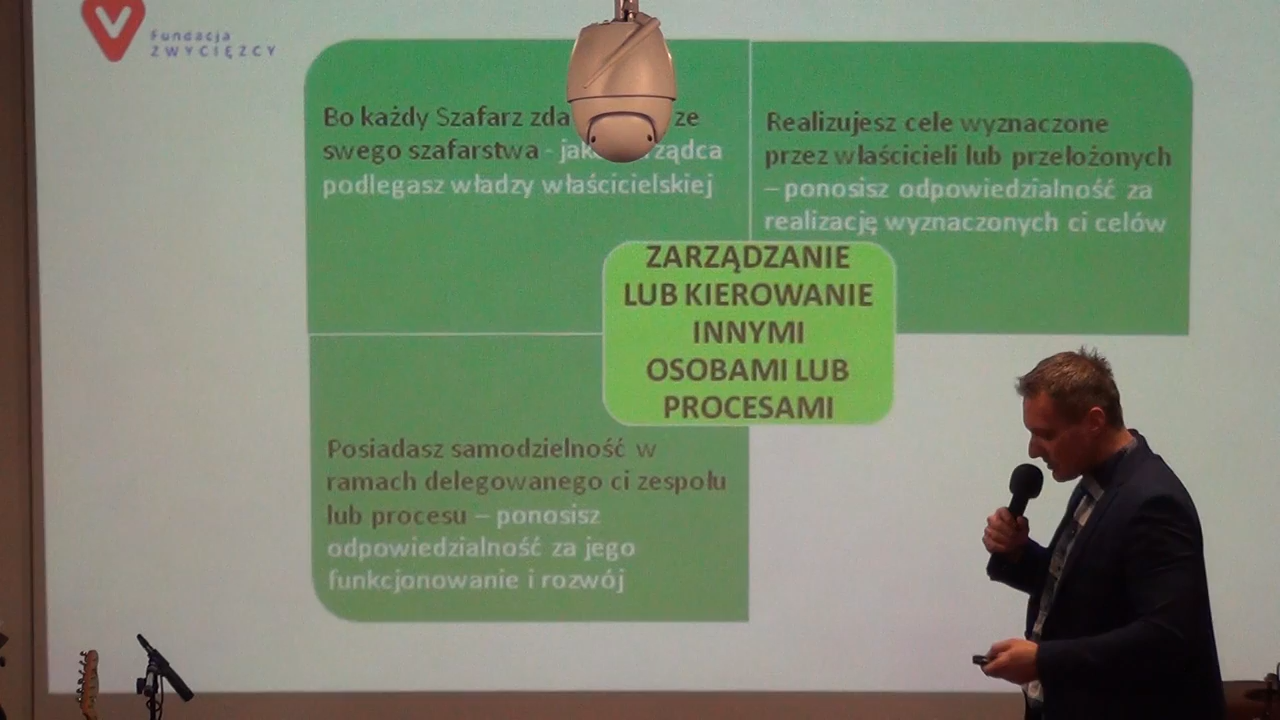 Fundacja
ZWYCIĘZCY
Bo każdy Szafarz zda ze
swego szafarstwa - jak rządca
podlegasz władzy właścicielskiej
Realizujesz cele wyznaczone
przez właścicieli lub przełożonych
– ponosisz odpowiedzialność za
realizację wyznaczonych ci celów
ZARZĄDZANIE
LUB KIEROWANIE
INNYMI
OSOBAMI LUB
PROCESAMI
Posiadasz samodzielność w
ramach delegowanego ci zespołu
lub procesu – ponosisz
odpowiedzialność za jego
funkcjonowanie i rozwój